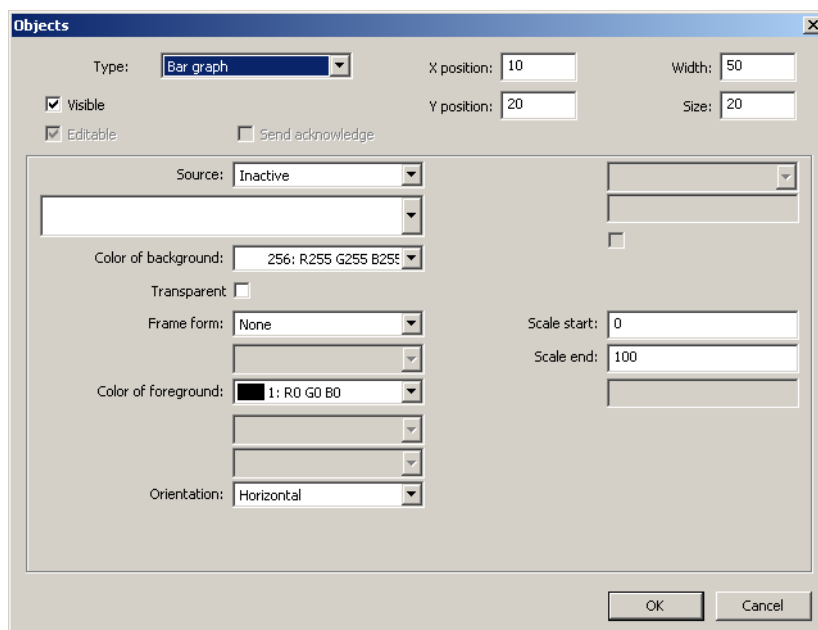 Objects
Type: Bar graph X position: 10 Width: 50
Visible Y position: 20 Size: 20
Editable Send acknowledge
Source: Inactive
Color of background: 256: R255 G255 B255
Transparent
Frame form: None Scale start: 0
Scale end: 100
Color of foreground: 1: R0 G0 B0
Orientation: Horizontal
OK Cancel